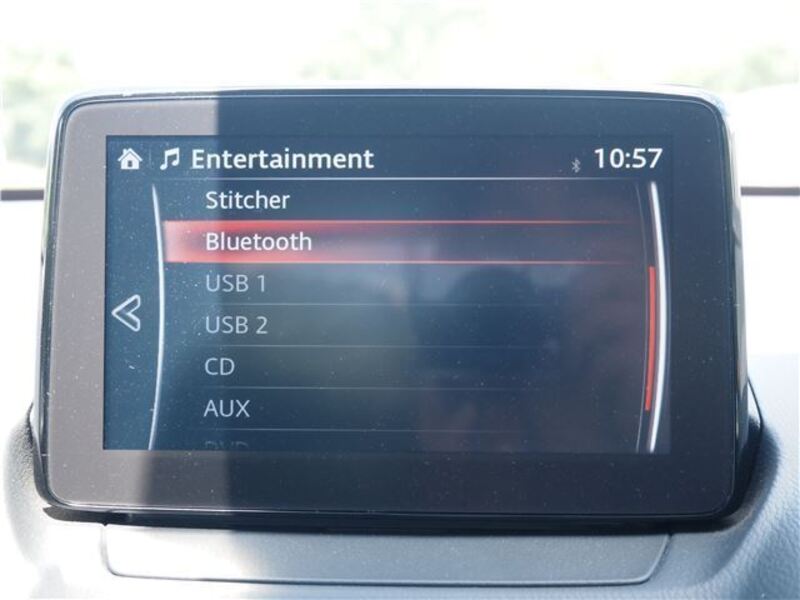 Entertainment 10:57
Stitcher
Bluetooth
USB 1
USB 2
CD
AUX